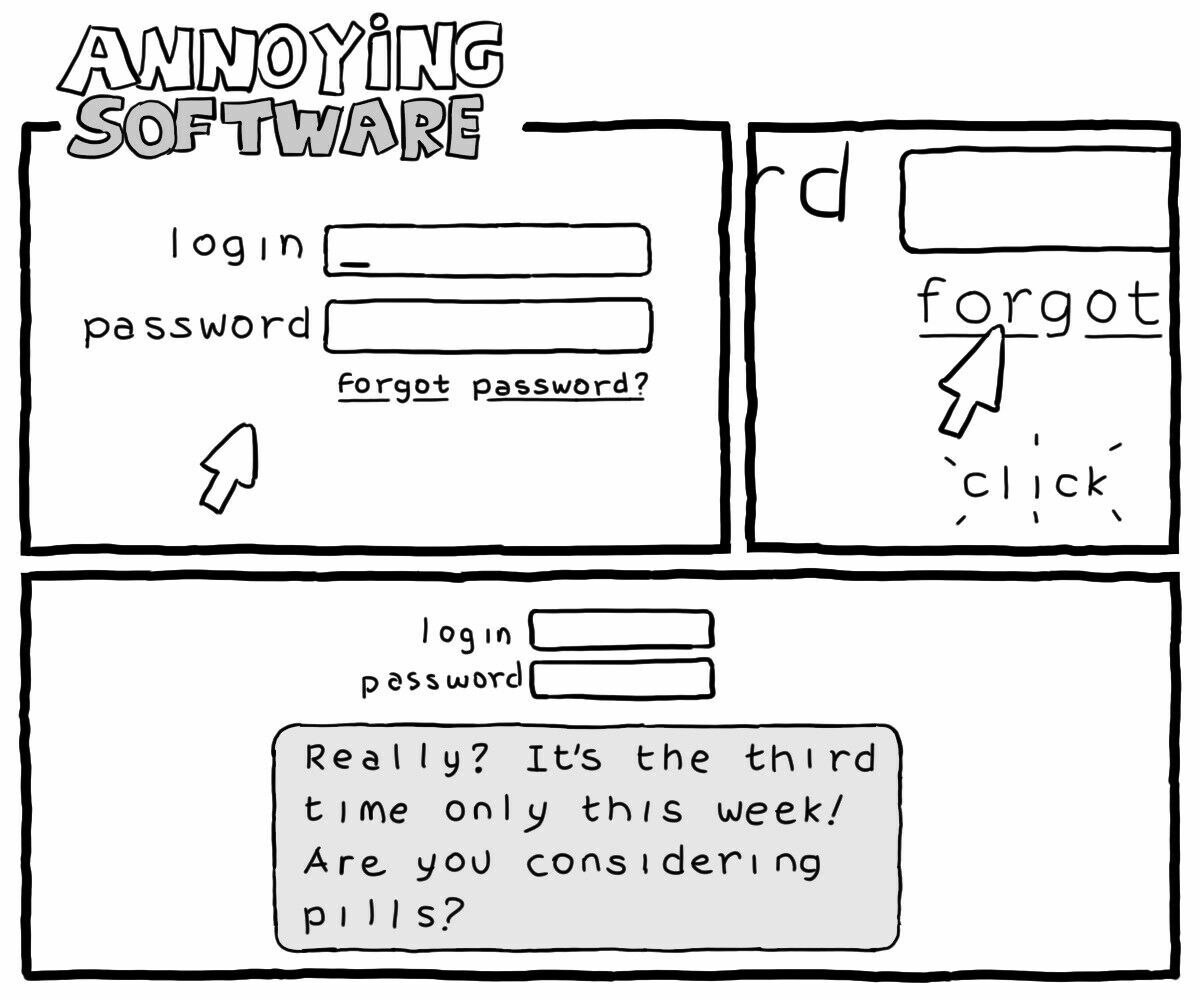 ANNOYING
SOFTWARE
login
password
forgot password?
rd
forgot
click
login
password
Really? It's the third
time only this week!
Are you considering
pills?